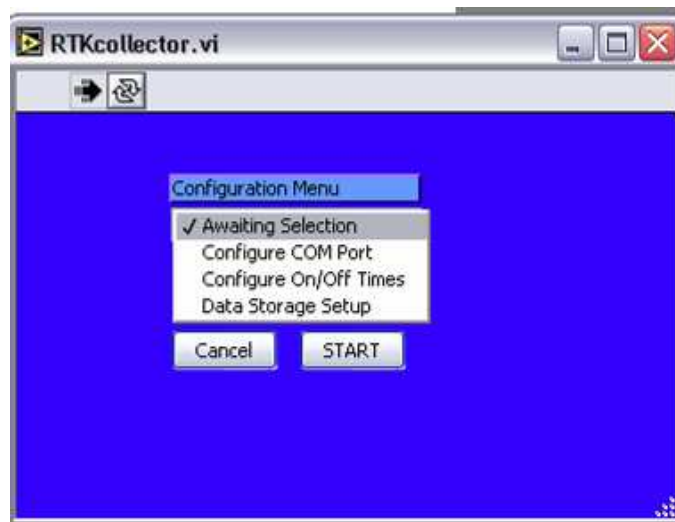 RTKcollector.vi
Configuration Menu
✓ Awaiting Selection
Configure COM Port
Configure On/Off Times
Data Storage Setup
Cancel START